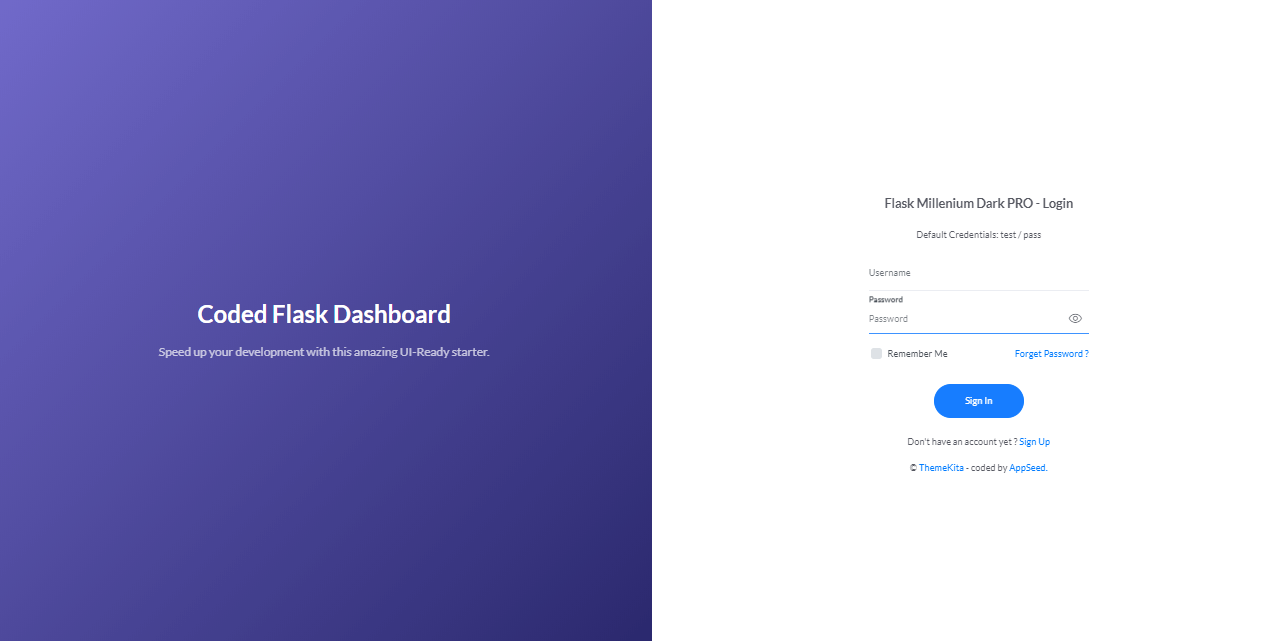 Coded Flask Dashboard
Speed up your development with this amazing UI-Ready starter.
Flask Millenium Dark PRO - Login
Default Credentials: test / pass
Username
Password
Password
Remember Me
Forget Password ?
Sign In
Don't have an account yet ? Sign Up
© ThemeKita - coded by AppSeed.